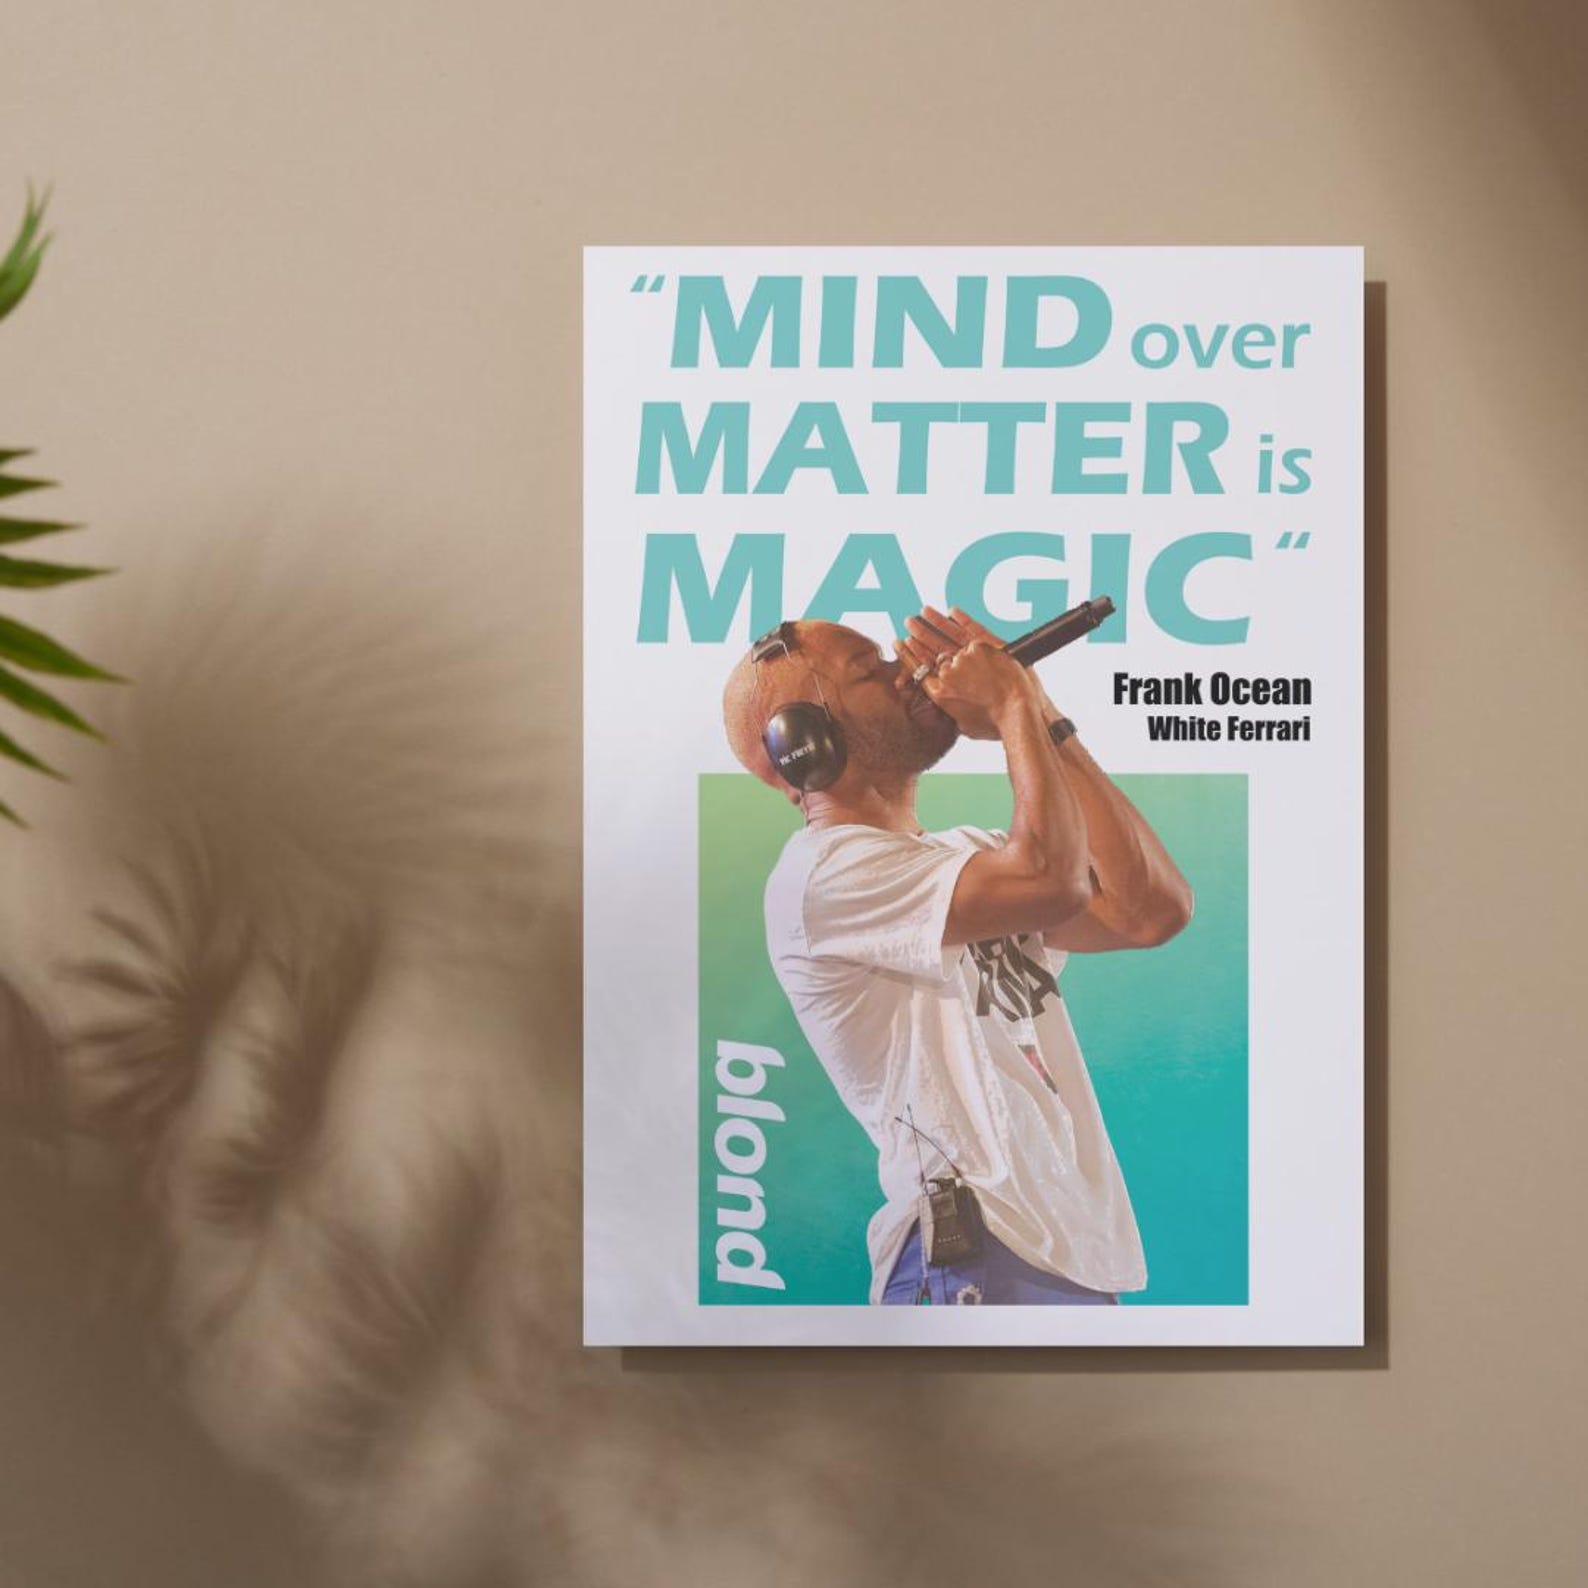 “MIND over
MATTER is
MAGIC“
Frank Ocean
White Ferrari
blond